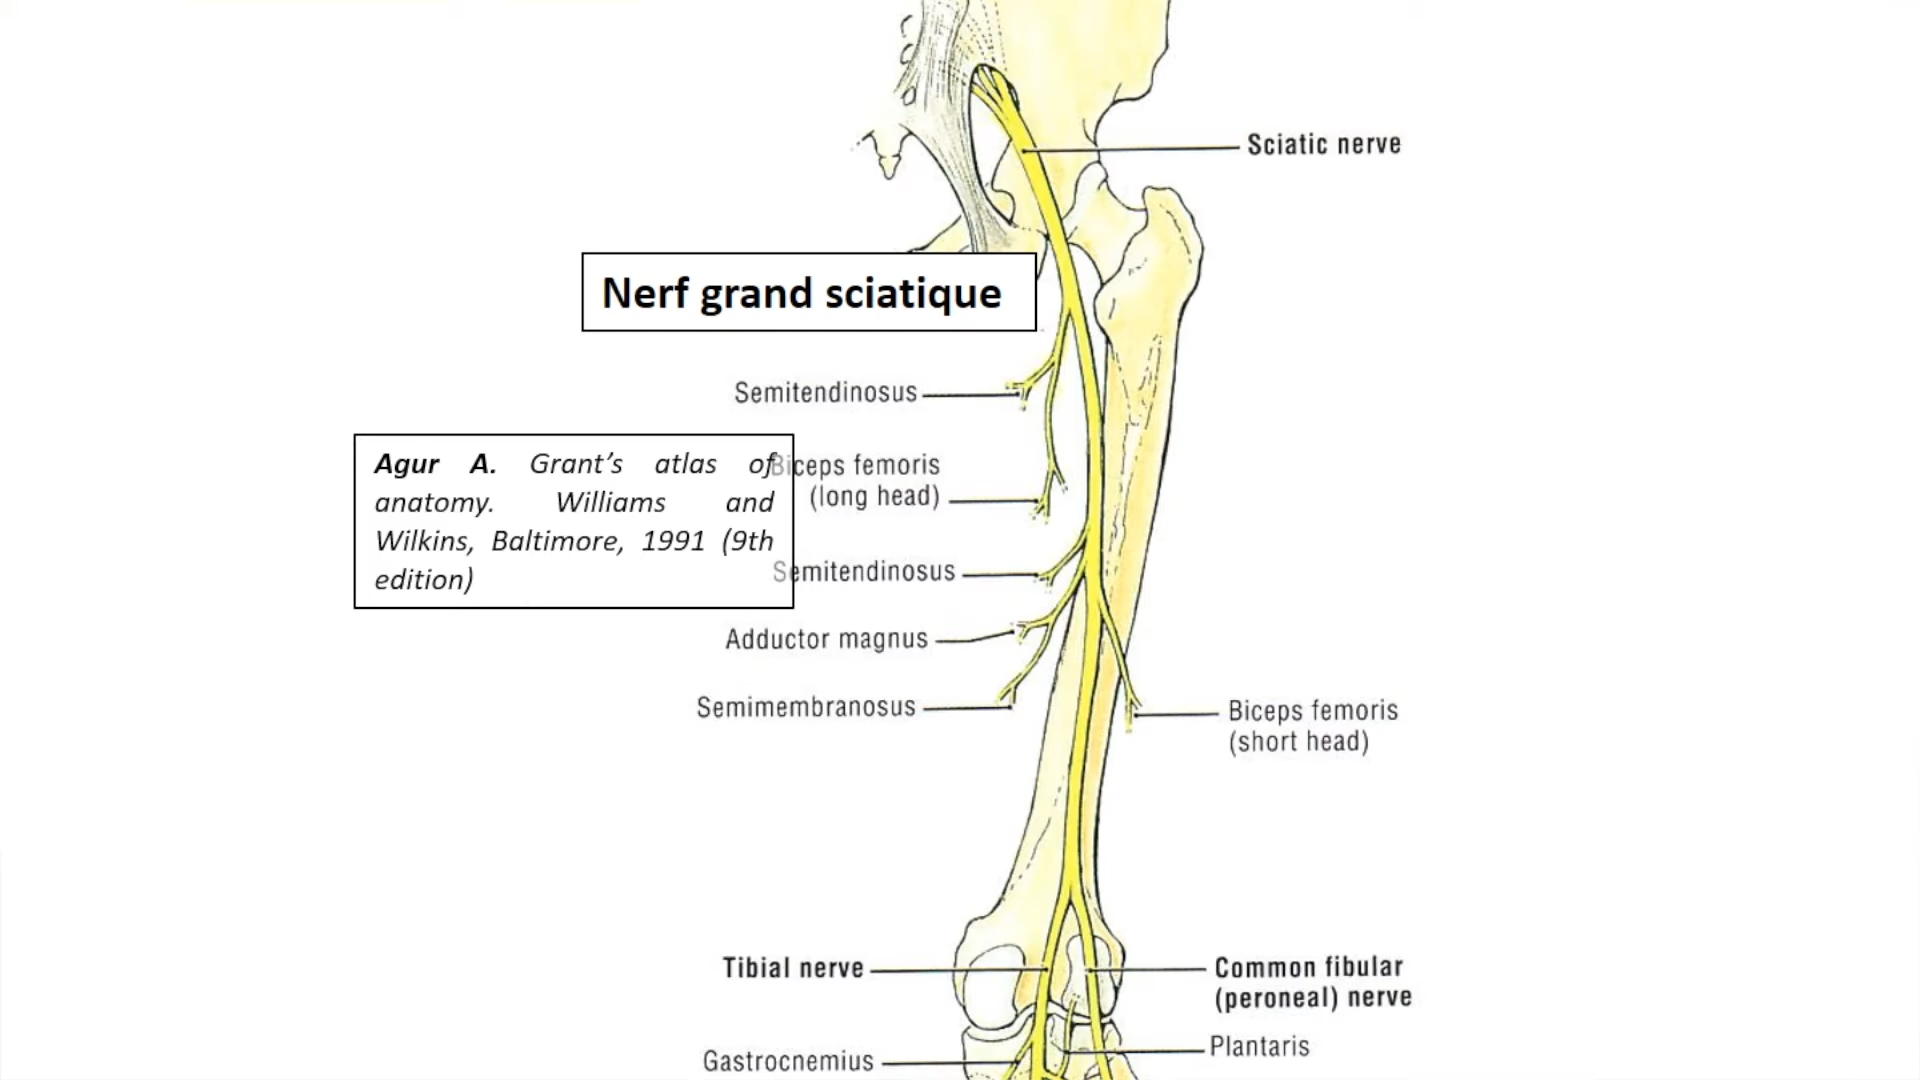 Sciatic nerve
Nerf grand sciatique
Semitendinosus
Agur A. Grant's atlas of
anatomy. Williams and
Wilkins, Baltimore, 1991 (9th
edition)
Biceps femoris
(long head)
Semitendinosus
Adductor magnus
Semimembranosus
Biceps femoris
(short head)
Tibial nerve
Common fibular
(peroneal) nerve
Plantaris
Gastrocnemius